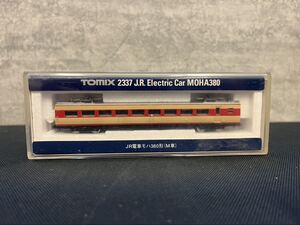 TOMIX 2337 J.R. Electric Car MOHA380
JR電車モハ380形(M車)